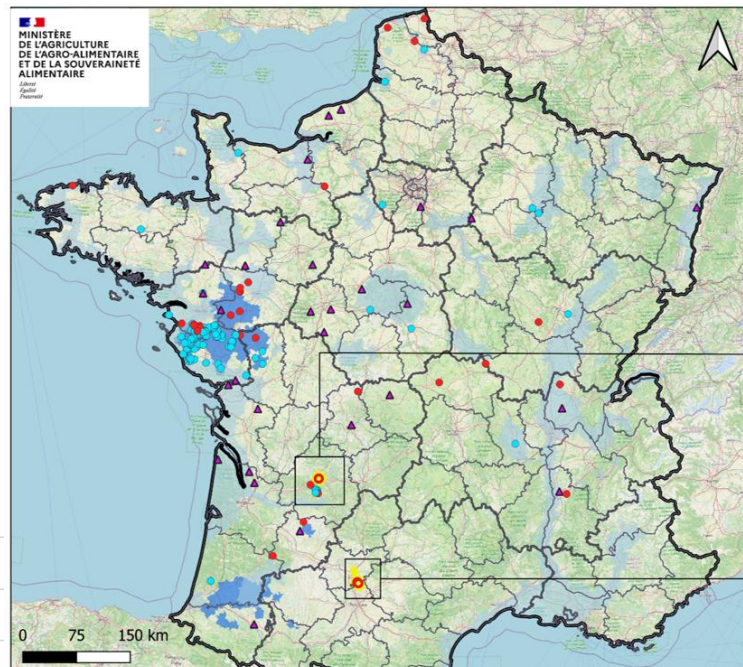 MINISTÈRE
DE L'AGRICULTURE
DE L'AGRO-ALIMENTAIRE
ET DE LA SOUVERAINETÉ
ALIMENTAIRE
Liberté
Égalité
Fraternité
0 75 150 km